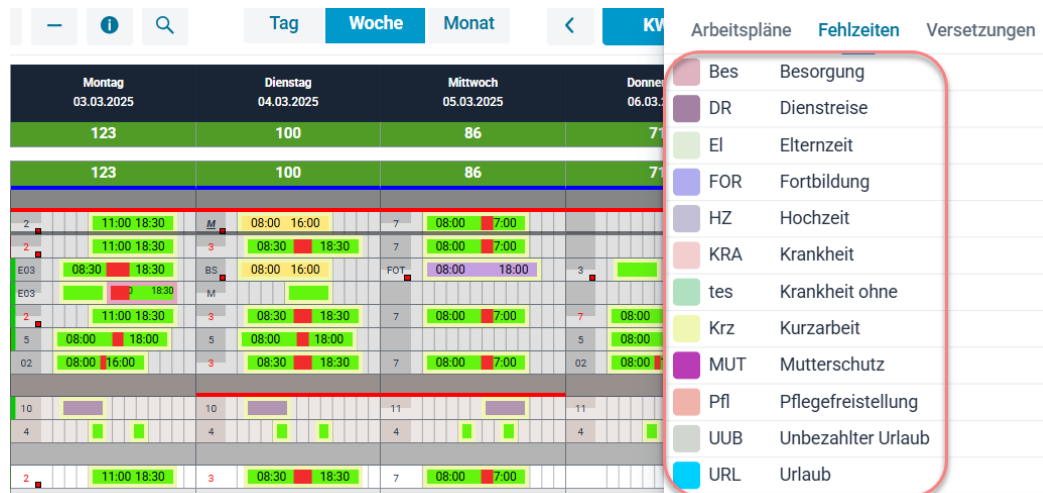 Tag Woche Monat
Arbeitspläne Fehlzeiten Versetzungen
Montag Dienstag Mittwoch
03.03.2025 04.03.2025 05.03.2025 06.03.
123 100 86
123 100 86
2 11:00 18:30 M 08:00 16:00 7 08:00 7:00
2 11:00 18:30 3 08:30 18:30 7 08:00 7:00
E03 08:30 18:30 BS 08:00 16:00 FOT 08:00 18:00 3
E03 18:30 M
2 11:00 18:30 3 08:30 18:30 7 08:00 7:00 7 08:00
5 08:00 18:00 5 08:00 18:00 5 08:00
02 08:00 16:00 3 08:30 18:30 7 08:00 7:00 02 08:00
10 10 11 11
4 4 4 4
2 11:00 18:30 3 08:30 18:30 7 08:00 7:00
Bes Besorgung
DR Dienstreise
El Elternzeit
FOR Fortbildung
HZ Hochzeit
KRA Krankheit
tes Krankheit ohne
Krz Kurzarbeit
MUT Mutterschutz
Pfl Pflegefreistellung
UUB Unbezahlter Urlaub
URL Urlaub